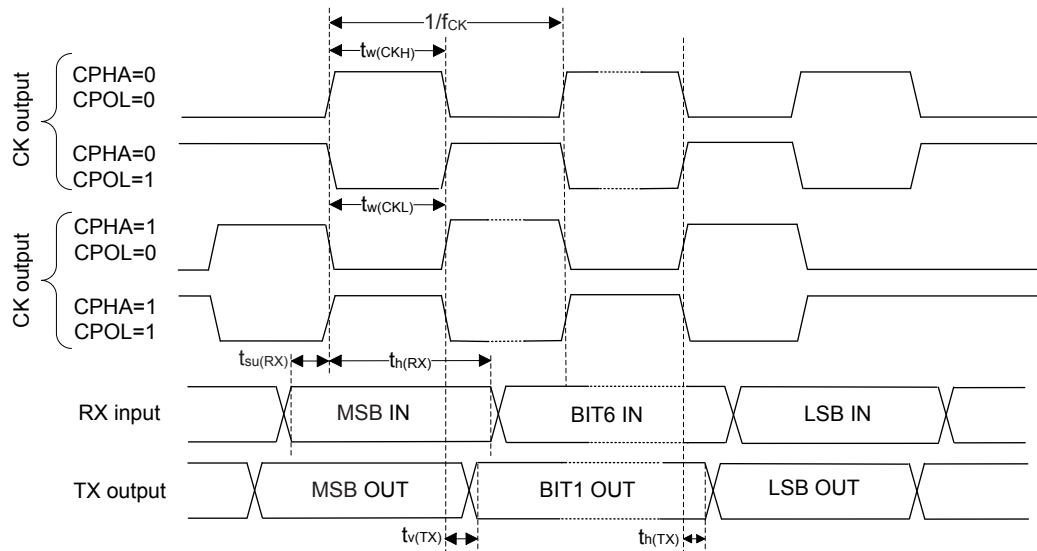 1/fCK
tw(CKH)
CK output
CPHA=0
CPOL=0
CPHA=0
CPOL=1
tw(CKL)
CK output
CPHA=1
CPOL=0
CPHA=1
CPOL=1
tsu(RX)
th(RX)
RX input
MSB IN
BIT6 IN
LSB IN
TX output
MSB OUT
BIT1 OUT
LSB OUT
tv(TX)
th(TX)